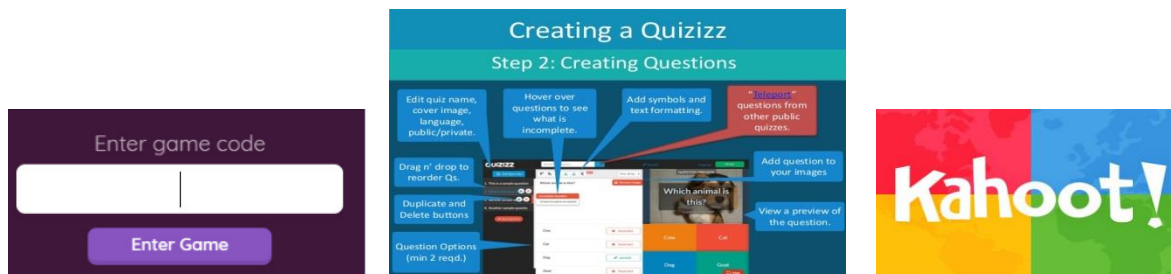 Enter game code
Enter Game
Creating a Quizizz
Step 2: Creating Questions
Edit quiz name,
cover image,
language,
public/private.
Hover over
questions to see
what is
incomplete.
Add symbols and
text formatting.
"Teleport"
questions from
other public
quizzes.
Drag n' drop to
reorder Qs.
Duplicate and
Delete buttons
Question Options
(min 2 reqd.)
QUIZIZZ
Which animal is
this?
Cow
Cat
Dog
Goat
Add question to
your images
View a preview of
the question.
Kahoot!